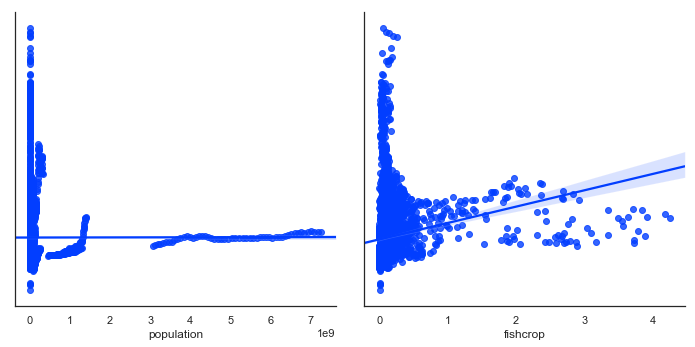 0 1 2 3 4 5 6 7
1e9
population
0 1 2 3 4
fishcrop